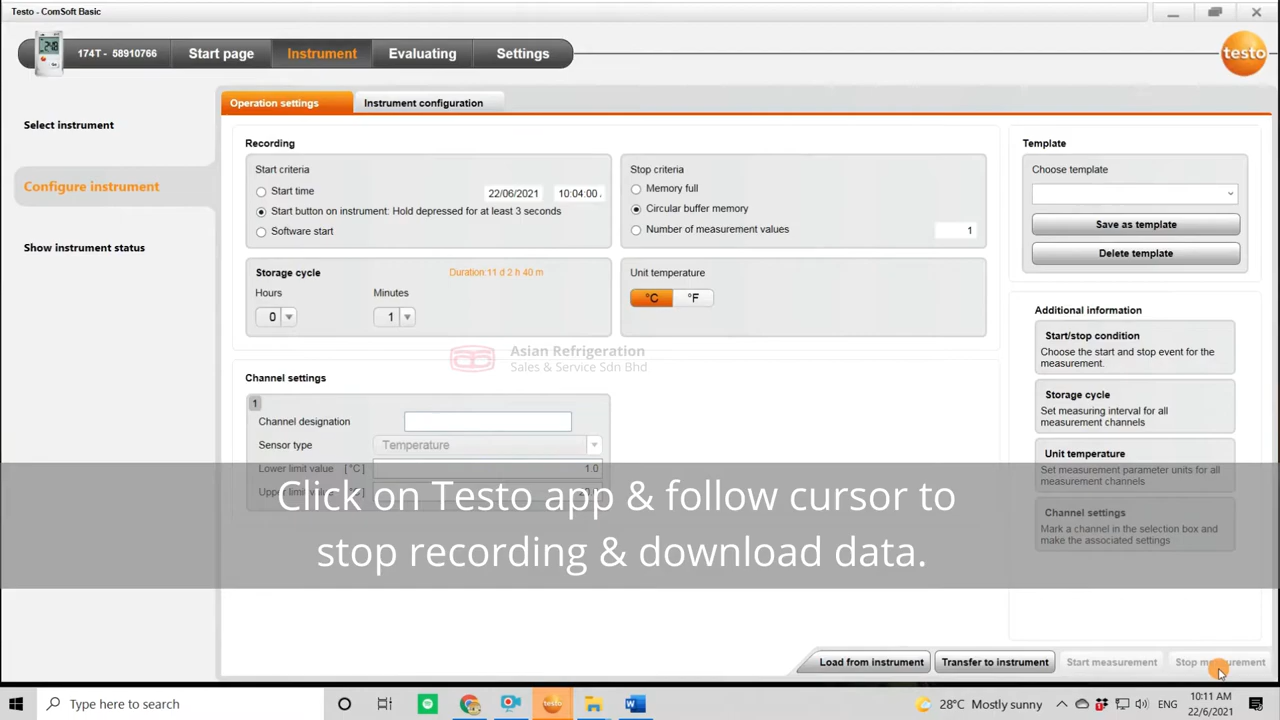 Testo - ComSoft Basic
174T - 58910766
Start page
Instrument
Evaluating
Settings
testo
Select instrument
Configure instrument
Show instrument status
Operation settings
Instrument configuration
Recording
Start criteria
Start time
22/06/2021
10:04:00 .
Start button on instrument: Hold depressed for at least 3 seconds
Software start
Stop criteria
Memory full
Circular buffer memory
Number of measurement values
1
Storage cycle
Duration:11 d 2 h 40 m
Hours
Minutes
0
1
Unit temperature
°C
°F
Asian Refrigeration
Sales & Service Sdn Bhd
Channel settings
1
Channel designation
Sensor type
Temperature
Lower limit value [°C]
1.0
Template
Choose template
Save as template
Delete template
Additional information
Start/stop condition
Choose the start and stop event for the
measurement.
Storage cycle
Set measuring interval for all
measurement channels
Unit temperature
Set measurement parameter units for all
measurement channels
Channel settings
Mark a channel in the selection box and
make the associated settings
Click on Testo app & follow cursor to
stop recording & download data.
Load from instrument
Transfer to instrument
Start measurement
Stop measurement
Type here to search
testo
28°C Mostly sunny
ENG
10:11 AM
22/6/2021